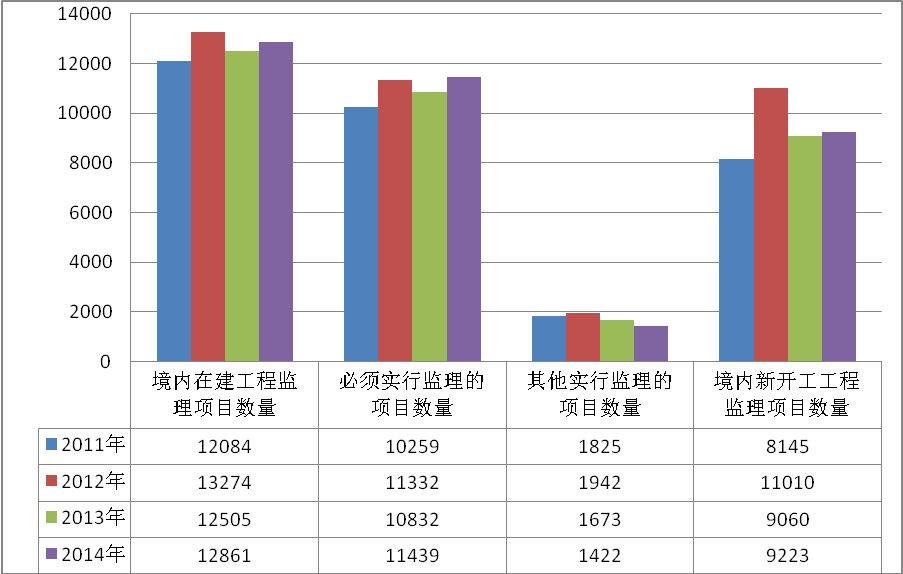 14000
12000
10000
8000
6000
4000
2000
0
境内在建工程监
理项目数量
必须实行监理的
项目数量
其他实行监理的
项目数量
境内新开工工程
监理项目数量
2011年 12084 10259 1825 8145
2012年 13274 11332 1942 11010
2013年 12505 10832 1673 9060
2014年 12861 11439 1422 9223